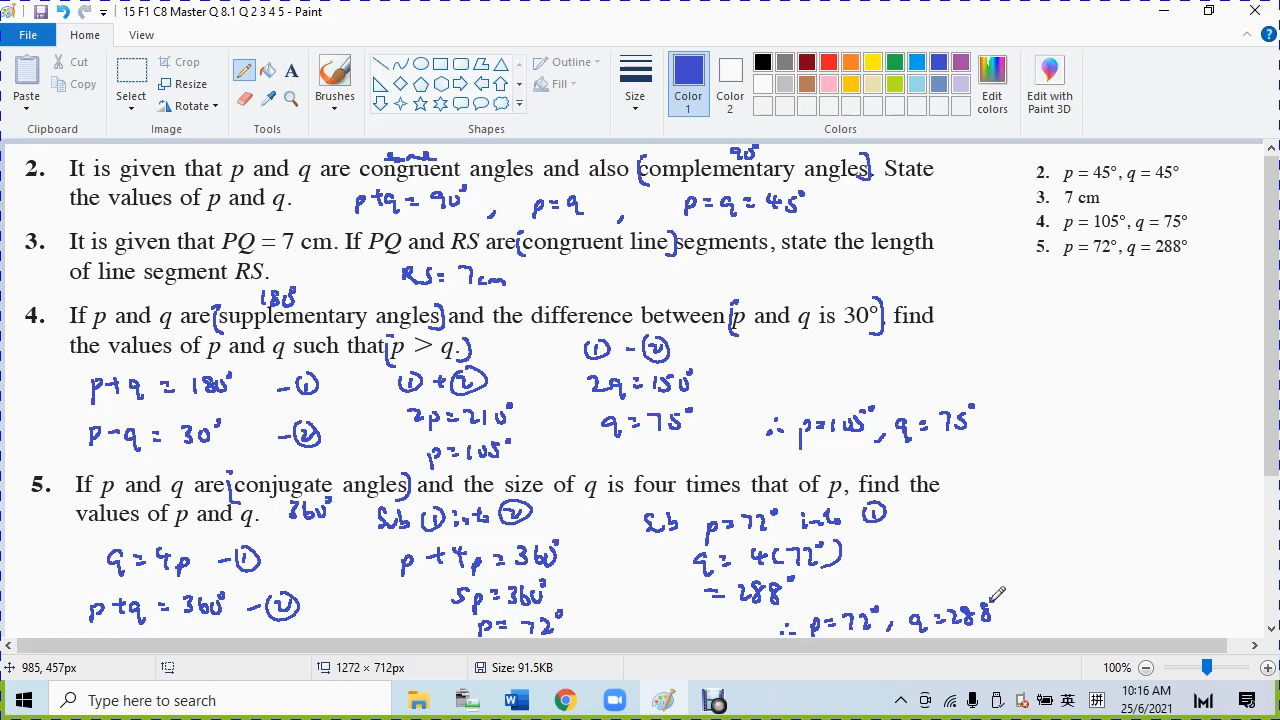 15 F1 C8 Master Q 8.1 Q 2 3 4 5 - Paint
File Home View
Paste Cut Copy Clipboard
Select Crop Resize Rotate Image
Tools
Brushes
Outline Fill Shapes
Size
Color 1 Color 2 Edit colors Colors
Edit with Paint 3D
same 90°
2. It is given that p and q are congruent angles and also [complementary angles]. State
the values of p and q. p+q = 90°, p = q, p = q = 45°
3. It is given that PQ = 7 cm. If PQ and RS are [congruent line] segments, state the length
of line segment RS. RS = 7cm
180°
4. If p and q are [supplementary angles] and the difference between [p and q is 30°], find
the values of p and q such that [p > q.]
p+q = 180° -①
p-q = 30° -②
① + ②
2p = 210°
p = 105°
① - ②
2q = 150°
q = 75°
∴ p = 105°, q = 75°
5. If p and q are [conjugate angles] and the size of q is four times that of p, find the
values of p and q. 360°
q = 4p -①
p+q = 360° -②
Sub ① into ②
p + 4p = 360°
5p = 360°
p = 72°
Sub p = 72° into ①
q = 4(72°)
= 288°
∴ p = 72°, q = 288
2. p = 45°, q = 45°
3. 7 cm
4. p = 105°, q = 75°
5. p = 72°, q = 288°
985, 457px 1272 × 712px Size: 91.5KB 100%
Type here to search
英 拼 10:16 AM
25/6/2021